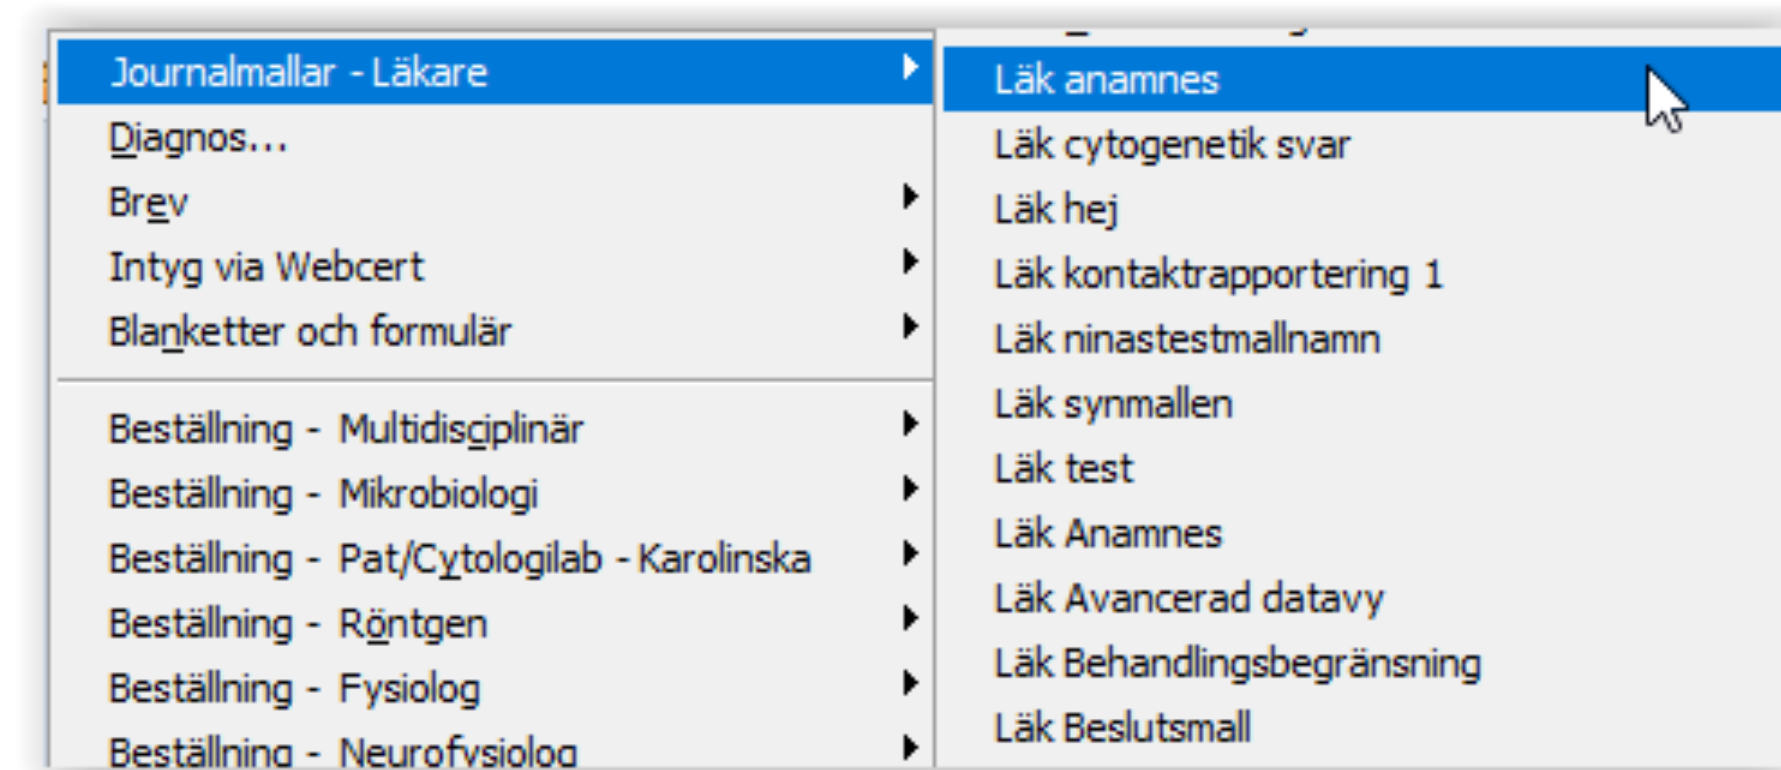 Journalmallar - Läkare
Diagnos...
Brev
Intyg via Webcert
Blanketter och formulär
Beställning - Multidisciplinär
Beställning - Mikrobiologi
Beställning - Pat/Cytologilab - Karolinska
Beställning - Röntgen
Beställning - Fysiolog
Beställning - Neurofysiolog
Läk anamnes
Läk cytogenetik svar
Läk hej
Läk kontaktrapportering 1
Läk ninastestmallnamn
Läk synmallen
Läk test
Läk Anamnes
Läk Avancerad datavy
Läk Behandlingsbegränsning
Läk Beslutsmall